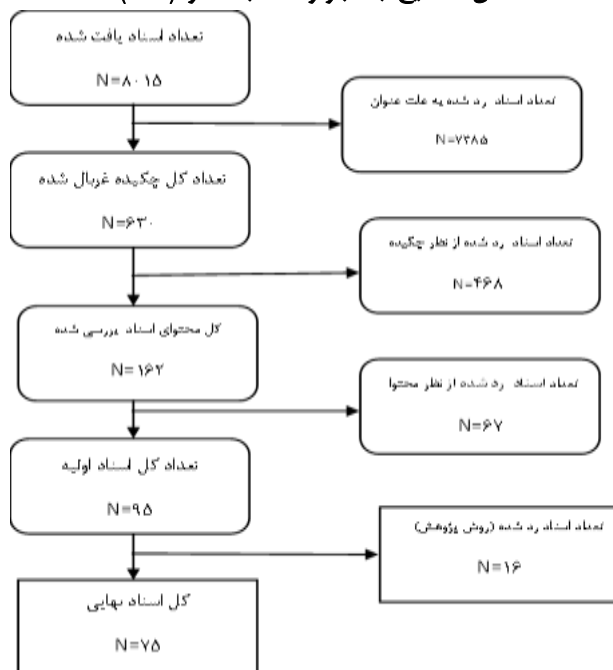 تعداد اسناد یافت شده
N=۸۰۱۵
تعداد اسناد رد شده به علت عنوان
N=۷۳۸۵
تعداد کل چکیده غربال شده
N=۶۳۰
تعداد اسناد رد شده از نظر چکیده
N=۴۶۸
کل محتوای اسناد بررسی شده
N=۱۶۲
تعداد اسناد رد شده از نظر محتوا
N=۶۷
تعداد کل اسناد اولیه
N=۹۵
تعداد اسناد رد شده (روش پژوهش)
N=۱۶
کل اسناد نهایی
N=۷۵